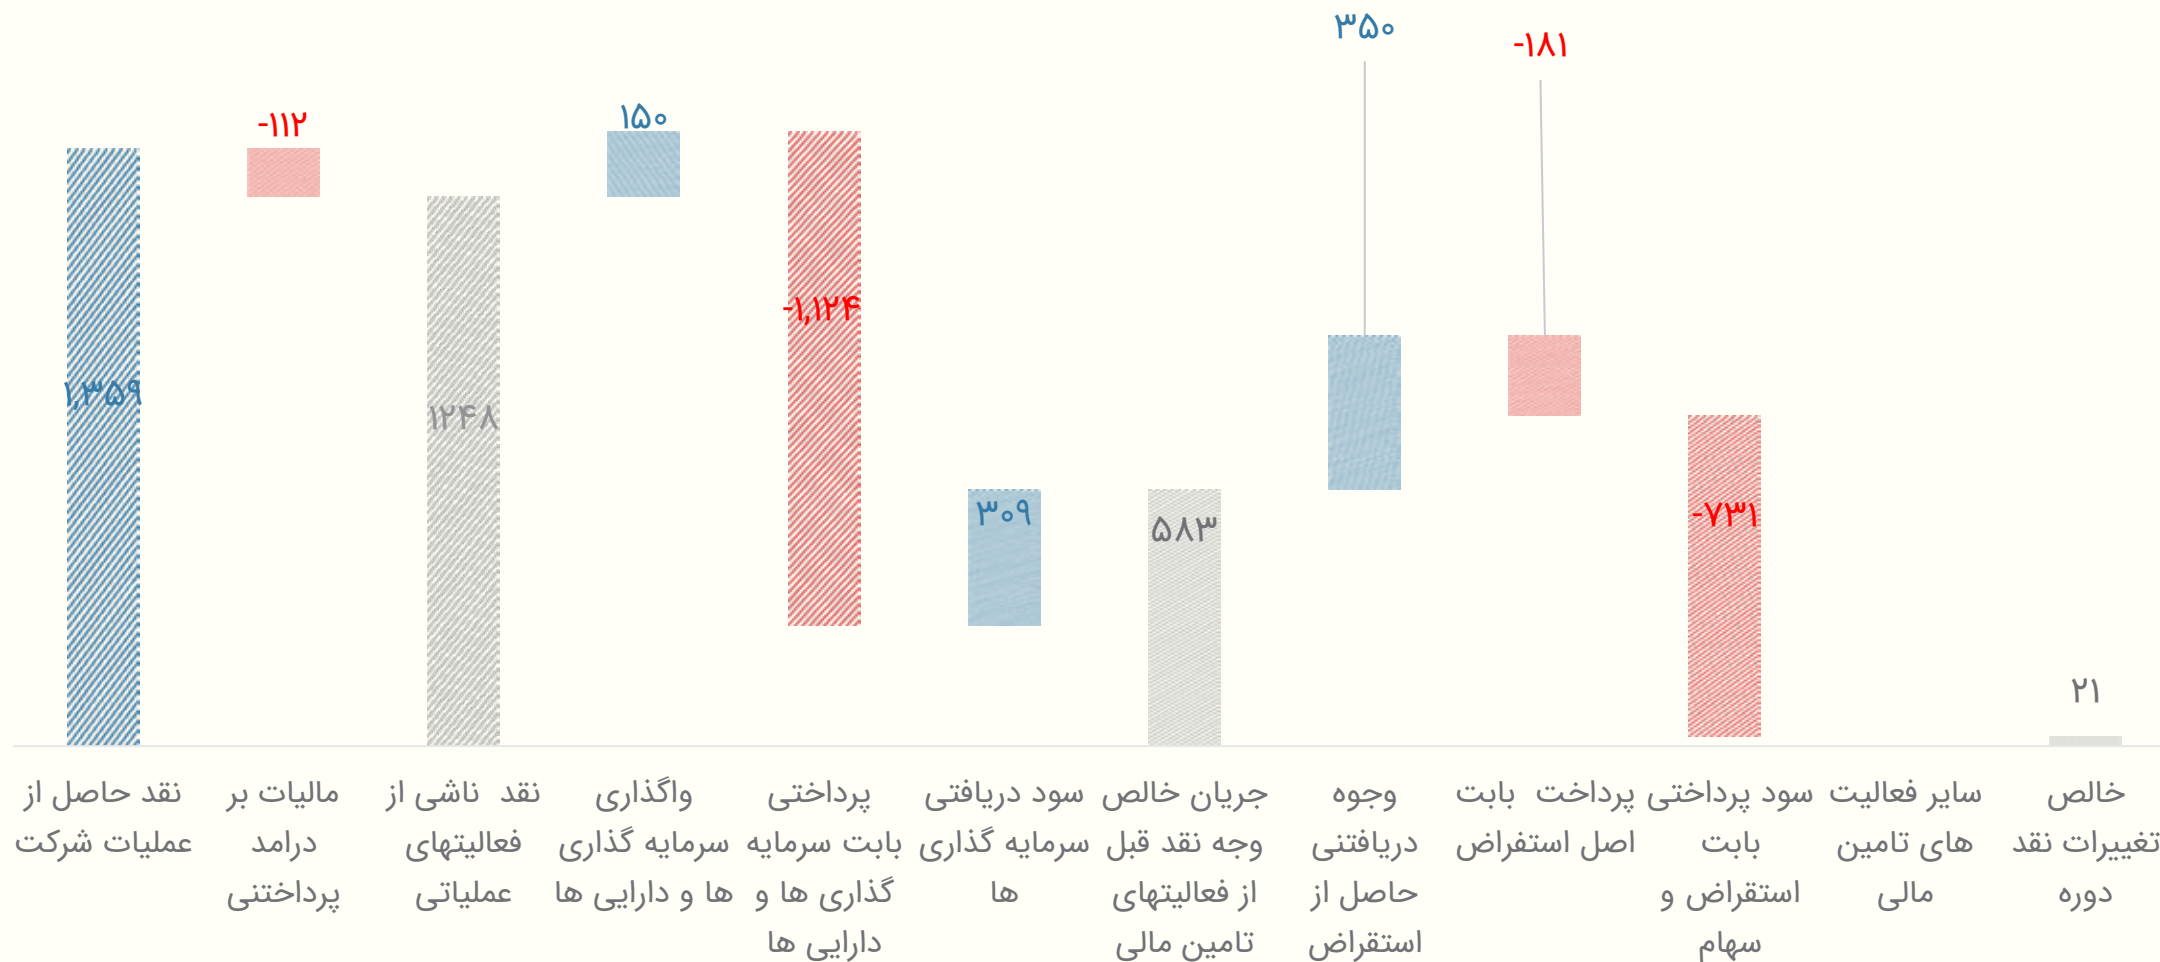 ۳۵۰
-۱۸۱
-۱۱۲
۱۵۰
-۱,۱۲۴
۱,۳۵۹
۱۲۴۸
۳۰۹
۵۸۳
-۷۳۱
۲۱
نقد حاصل از
عملیات شرکت
مالیات بر
درامد
پرداختنی
نقد ناشی از
فعالیتهای
عملیاتی
واگذاری
سرمایه گذاری
ها و دارایی ها
پرداختی
بابت سرمایه
گذاری ها و
دارایی ها
سود دریافتی
سرمایه گذاری
ها
جریان خالص
وجه نقد قبل
از فعالیتهای
تامین مالی
وجوه
دریافتنی
حاصل از
استقراض
پرداخت بابت
اصل استفراض
سود پرداختی
بابت
استقراض و
سهام
سایر فعالیت
های تامین
مالی
خالص
تغییرات نقد
دوره